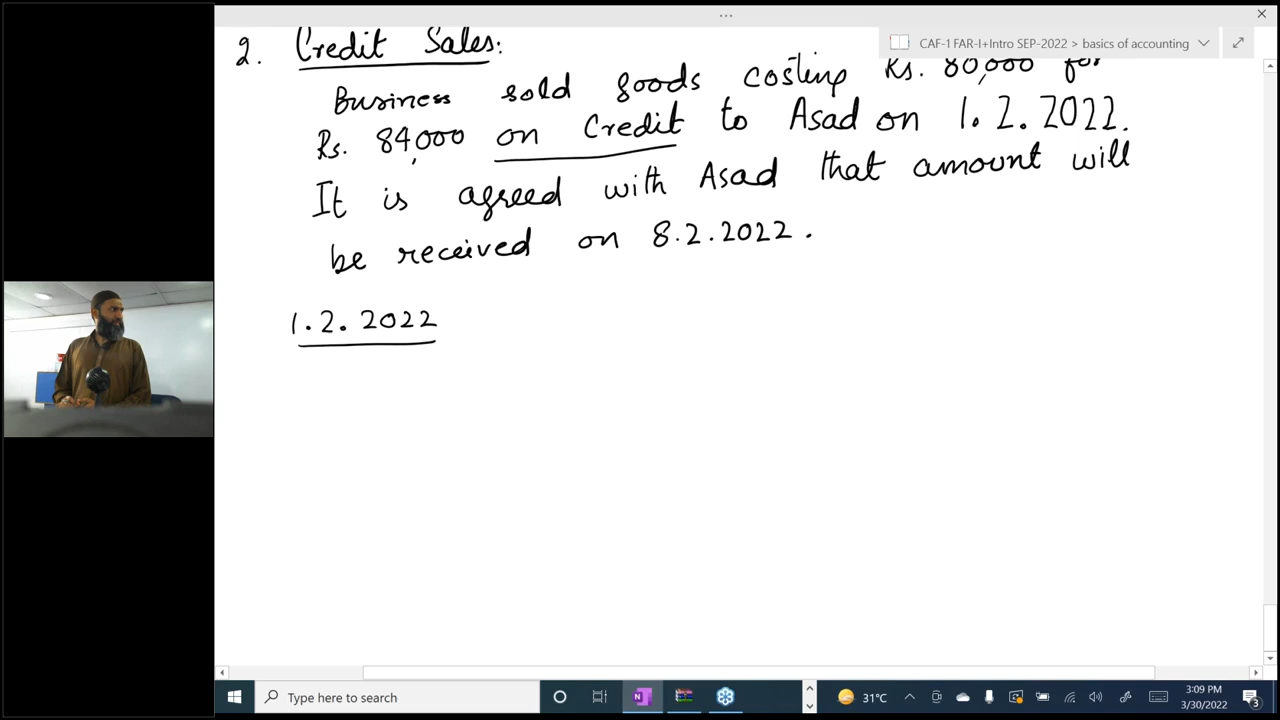 CAF-1 FAR-I+Intro SEP-2022 > basics of accounting
2. Credit Sales:
Business sold goods costing Rs. 80,000 for
Rs. 84,000 on Credit to Asad on 1.2.2022.
It is agreed with Asad that amount will
be received on 8.2.2022.
1.2.2022
Type here to search
31°C
3:09 PM
3/30/2022
3